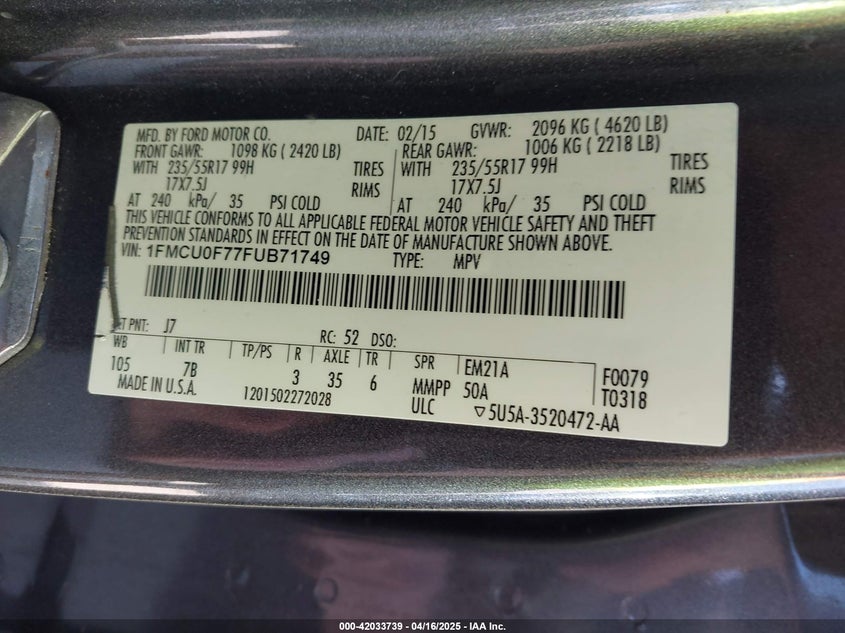 MFD. BY FORD MOTOR CO. DATE: 02/15 GVWR: 2096 KG ( 4620 LB)
FRONT GAWR: 1098 KG ( 2420 LB) REAR GAWR: 1006 KG ( 2218 LB)
WITH 235/55R17 99H TIRES WITH 235/55R17 99H TIRES
17X7.5J RIMS 17X7.5J RIMS
AT 240 kPa/ 35 PSI COLD AT 240 kPa/ 35 PSI COLD
THIS VEHICLE CONFORMS TO ALL APPLICABLE FEDERAL MOTOR VEHICLE SAFETY AND THEFT
PREVENTION STANDARDS IN EFFECT ON THE DATE OF MANUFACTURE SHOWN ABOVE.
VIN: 1FMCU0F77FUB71749 TYPE: MPV
PNT: J7 RC: 52 DSO:
WB INT TR TP/PS R AXLE TR SPR EM21A F0079
105 7B 3 35 6 MMPP 50A T0318
MADE IN U.S.A. 1201502272028 ULC ▽5U5A-3520472-AA
000-42033739 - 04/16/2025 - IAA Inc.